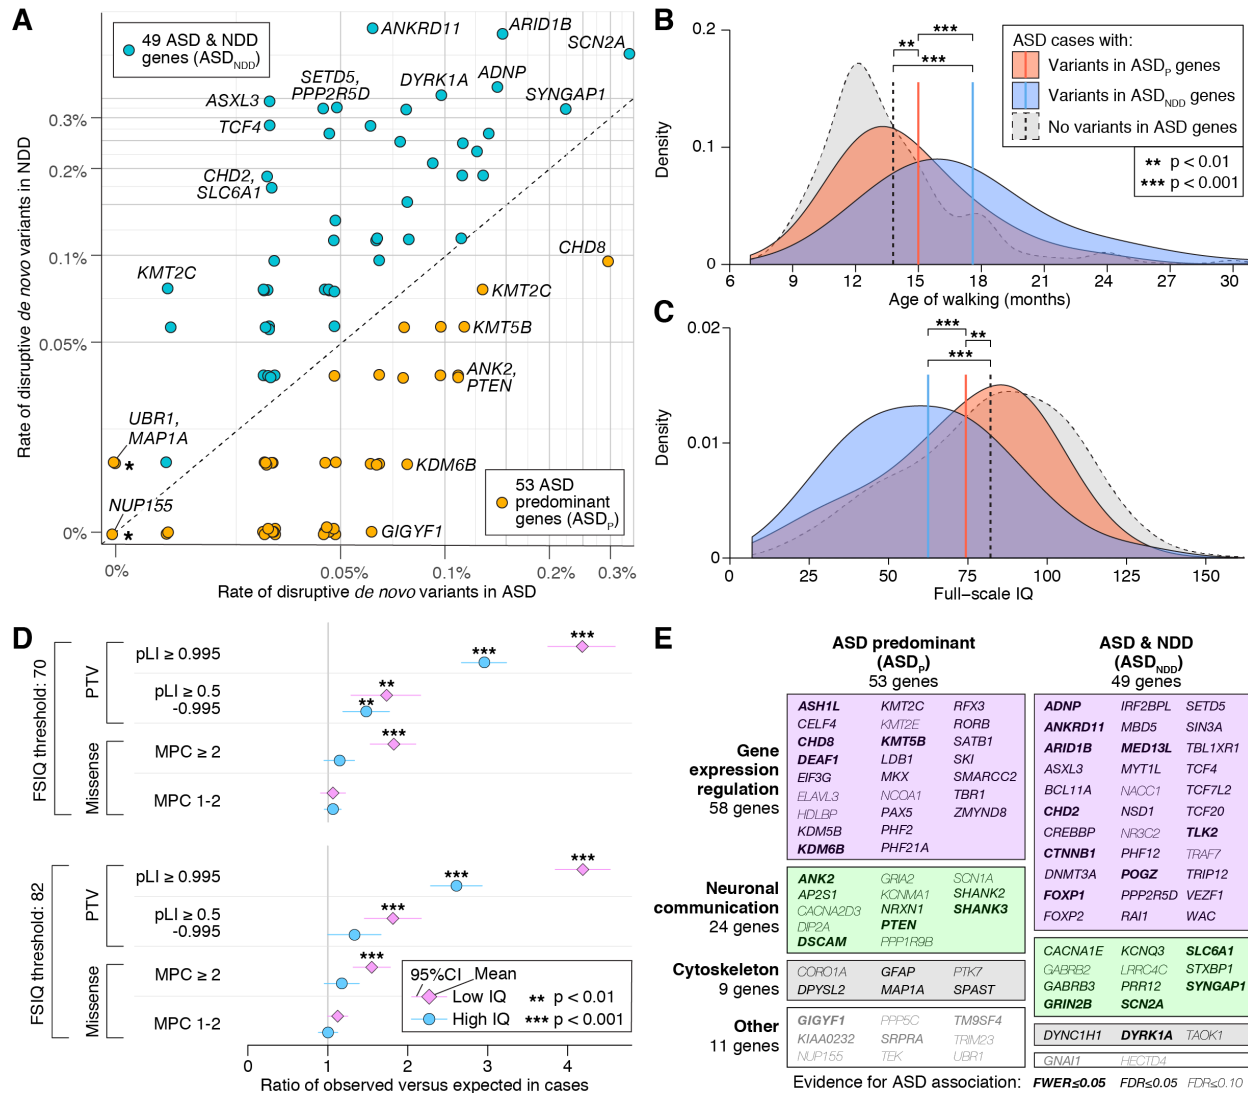 A
49 ASD & NDD
genes (ASD_NDD)
ANKRD11
ARID1B
SCN2A
SETD5,
PPP2R5D
DYRK1A
ADNP
SYNGAP1
ASXL3
TCF4
CHD2,
SLC6A1
KMT2C
CHD8
KMT2C
KMT5B
ANK2,
PTEN
UBR1,
MAP1A
*
KDM6B
NUP155
*
GIGYF1
53 ASD
predominant
genes (ASD_P)
0.3%
0.2%
0.1%
0.05%
0%
Rate of disruptive de novo variants in NDD
0%
0.05%
0.1%
0.2%
0.3%
Rate of disruptive de novo variants in ASD
B
0.2
0.1
0
Density
**
***
ASD cases with:
Variants in ASD_P genes
Variants in ASD_NDD genes
No variants in ASD genes
** p < 0.01
*** p < 0.001
6
9
12
15
18
21
24
27
30
Age of walking (months)
C
0.02
0.01
0
Density
***
**
***
0
25
50
75
100
125
150
Full-scale IQ
D
FSIQ threshold: 70
PTV
pLI ≥ 0.995
***
***
pLI ≥ 0.5
-0.995
**
**
Missense
MPC ≥ 2
***
MPC 1-2
FSIQ threshold: 82
PTV
pLI ≥ 0.995
***
***
pLI ≥ 0.5
-0.995
***
Missense
MPC ≥ 2
***
MPC 1-2
95%CI Mean
Low IQ ** p < 0.01
High IQ *** p < 0.001
0
1
2
3
4
Ratio of observed versus expected in cases
E
ASD predominant
(ASD_P)
53 genes
ASD & NDD
(ASD_NDD)
49 genes
Gene
expression
regulation
58 genes
ASH1L KMT2C RFX3
CELF4 KMT2E RORB
CHD8 KMT5B SATB1
DEAF1 LDB1 SKI
EIF3G MKX SMARCC2
ELAVL3 NCOA1 TBR1
HDLBP PAX5 ZMYND8
KDM5B PHF2
KDM6B PHF21A
ADNP IRF2BPL SETD5
ANKRD11 MBD5 SIN3A
ARID1B MED13L TBL1XR1
ASXL3 MYT1L TCF4
BCL11A NACC1 TCF7L2
CHD2 NSD1 TCF20
CREBBP NR3C2 TLK2
CTNNB1 PHF12 TRAF7
DNMT3A POGZ TRIP12
FOXP1 PPP2R5D VEZF1
FOXP2 RAI1 WAC
Neuronal
communication
24 genes
ANK2 GRIA2 SCN1A
AP2S1 KCNMA1 SHANK2
CACNA2D3 NRXN1 SHANK3
DIP2A PTEN
DSCAM PPP1R9B
CACNA1E KCNQ3 SLC6A1
GABRB2 LRRC4C STXBP1
GABRB3 PRR12 SYNGAP1
GRIN2B SCN2A
Cytoskeleton
9 genes
CORO1A GFAP PTK7
DPYSL2 MAP1A SPAST
DYNC1H1 DYRK1A TAOK1
Other
11 genes
GIGYF1 PPP5C TM9SF4
KIAA0232 SRPRA TRIM23
NUP155 TEK UBR1
GNAI1 HECTD4
Evidence for ASD association: FWER≤0.05 FDR≤0.05 FDR≤0.10